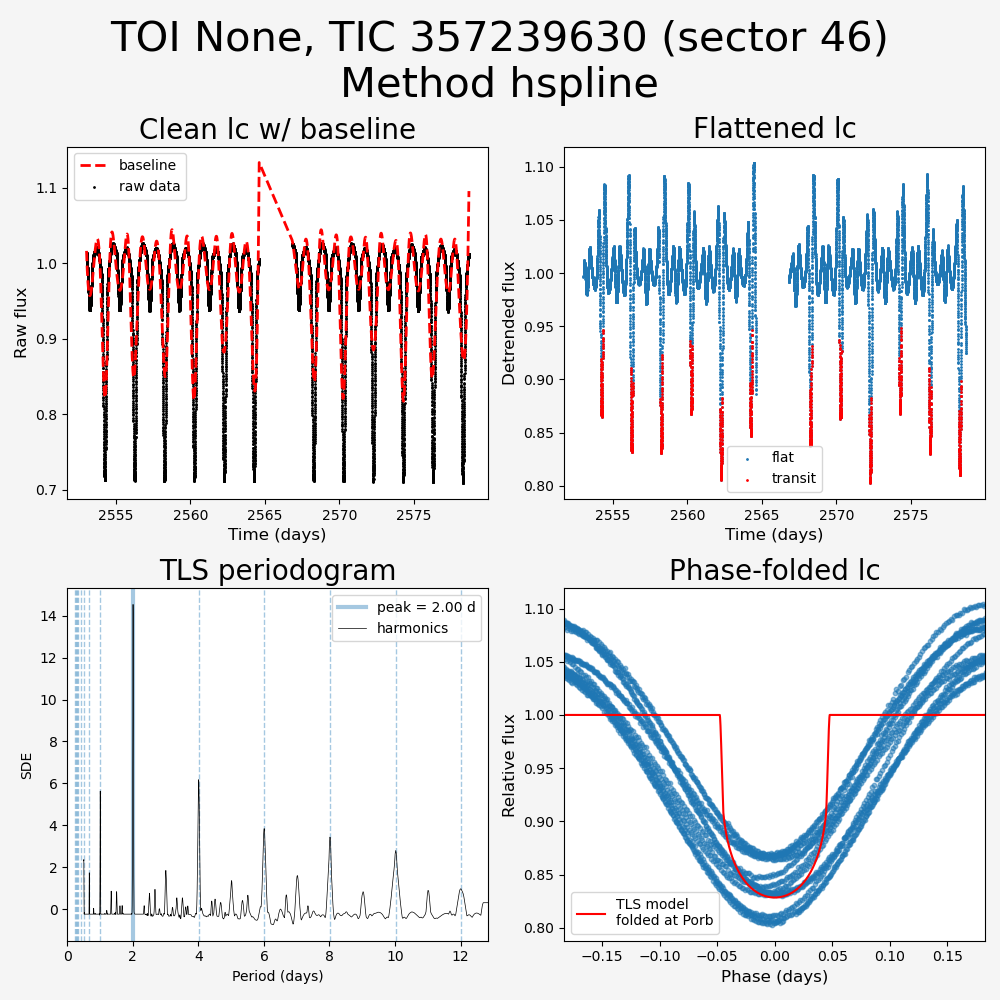 TOI None, TIC 357239630 (sector 46)
Method hspline
Clean lc w/ baseline
baseline
raw data
Raw flux
1.1
1.0
0.9
0.8
0.7
2555
2560
2565
2570
2575
Time (days)
Flattened lc
Detrended flux
1.10
1.05
1.00
0.95
0.90
0.85
0.80
flat
transit
2555
2560
2565
2570
2575
Time (days)
TLS periodogram
peak = 2.00 d
harmonics
SDE
14
12
10
8
6
4
2
0
0
2
4
6
8
10
12
Period (days)
Phase-folded lc
Relative flux
1.10
1.05
1.00
0.95
0.90
0.85
0.80
TLS model
folded at Porb
−0.15
−0.10
−0.05
0.00
0.05
0.10
0.15
Phase (days)